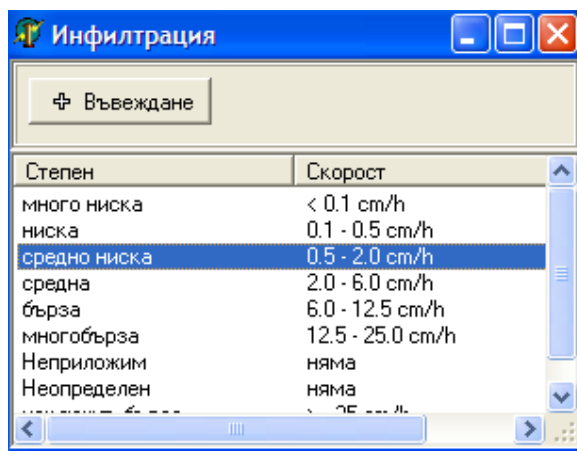 Инфилтрация
Въвеждане
Степен Скорост
много ниска < 0.1 cm/h
ниска 0.1 - 0.5 cm/h
средно ниска 0.5 - 2.0 cm/h
средна 2.0 - 6.0 cm/h
бърза 6.0 - 12.5 cm/h
многобърза 12.5 - 25.0 cm/h
Неприложим няма
Неопределен няма